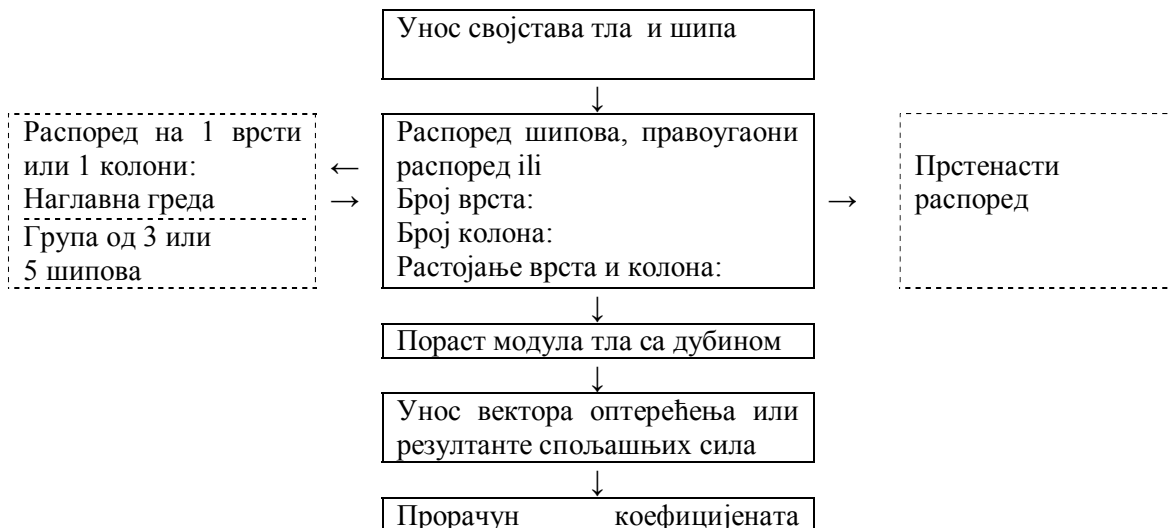 Унос својстава тла и шипа
↓
Распоред на 1 врсти
или 1 колони:
Наглавна греда
Група од 3 или
5 шипова
←
→
Распоред шипова, правоугаони
распоред ili
Број врста:
Број колона:
Растојање врста и колона:
→
Прстенасти
распоред
↓
Пораст модула тла са дубином
↓
Унос вектора оптерећења или
резултанте спољашњих сила
↓
Прорачун коефицијената